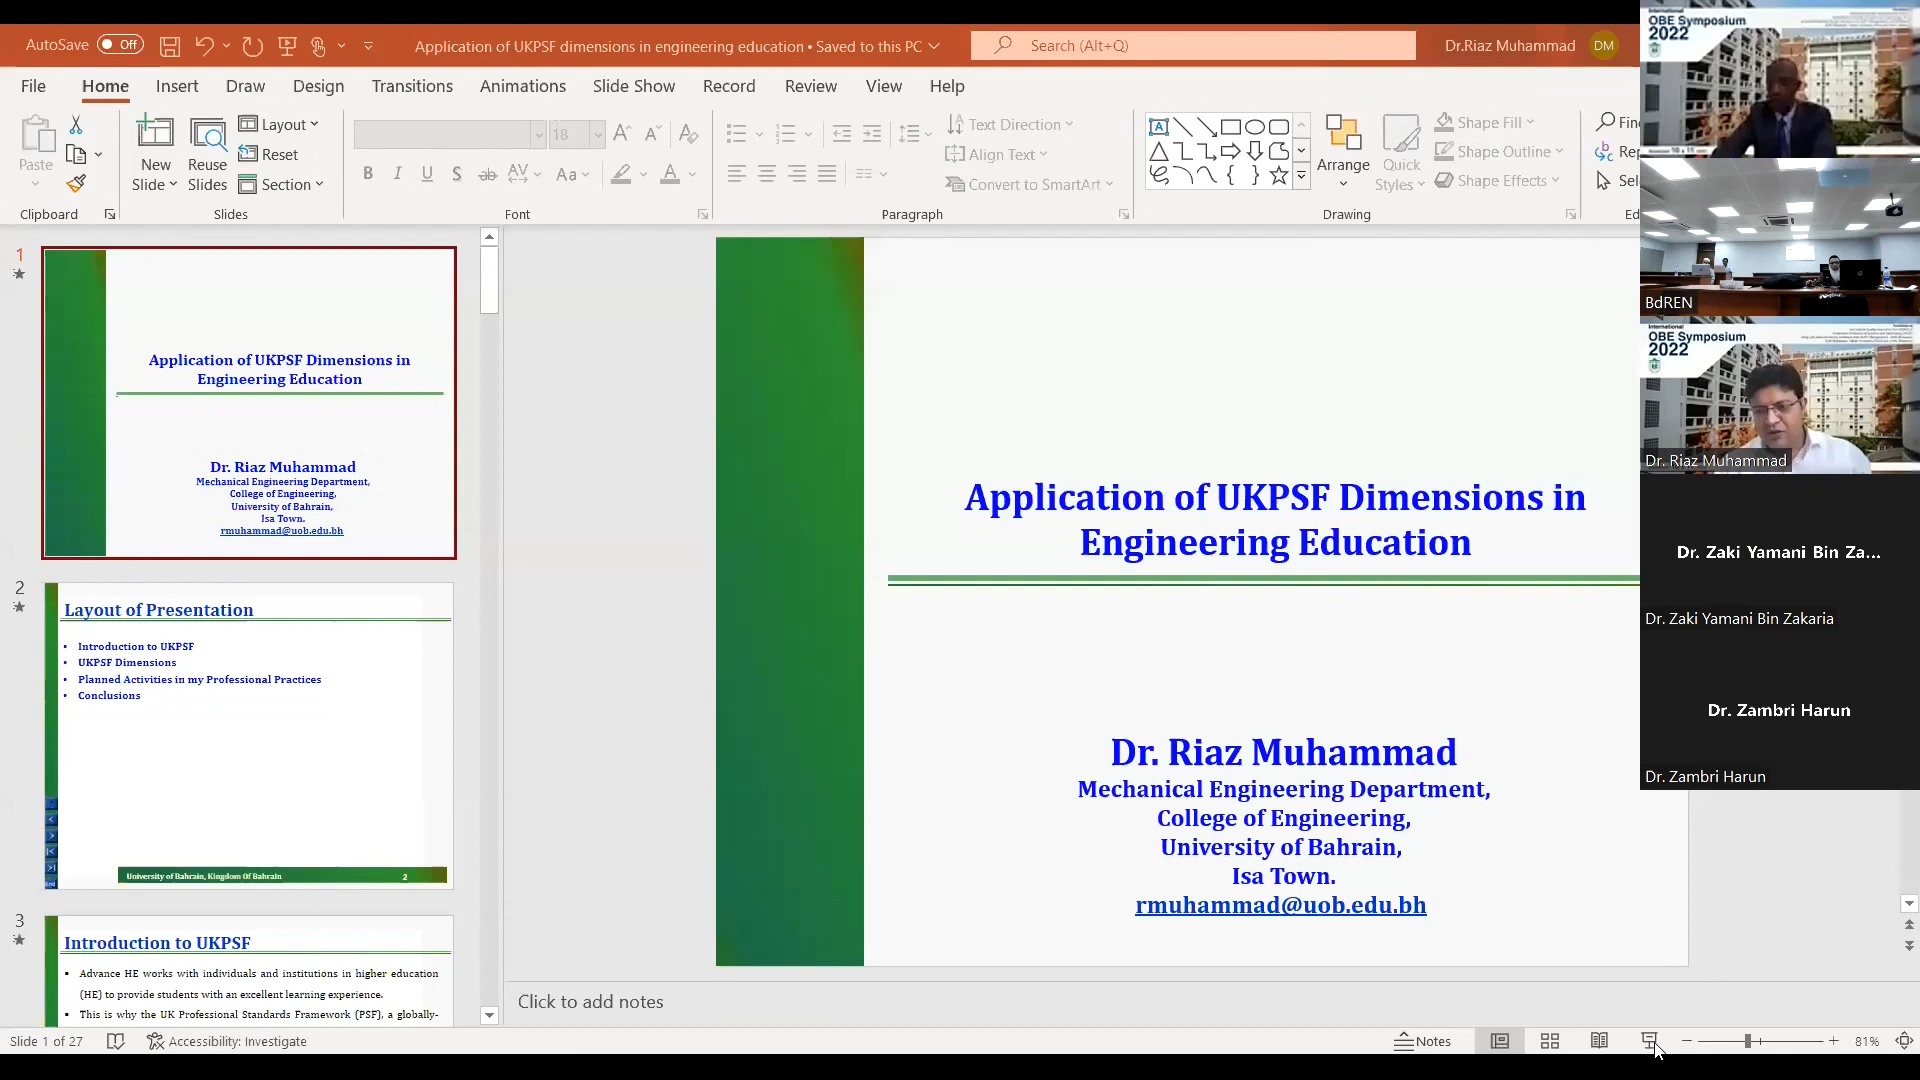 AutoSave Off
Application of UKPSF dimensions in engineering education • Saved to this PC
Search (Alt+Q)
Dr.Riaz Muhammad DM
File Home Insert Draw Design Transitions Animations Slide Show Record Review View Help
Paste
New Slide
Reuse Slides
Layout
Reset
Section
18
B I U S ab AV Aa A
Text Direction
Align Text
Convert to SmartArt
Arrange
Quick Styles
Shape Fill
Shape Outline
Shape Effects
Clipboard Slides Font Paragraph Drawing
1
Application of UKPSF Dimensions in
Engineering Education
Dr. Riaz Muhammad
Mechanical Engineering Department,
College of Engineering,
University of Bahrain,
Isa Town.
rmuhammad@uob.edu.bh
2
Layout of Presentation
• Introduction to UKPSF
• UKPSF Dimensions
• Planned Activities in my Professional Practices
• Conclusions
University of Bahrain, Kingdom Of Bahrain 2
3
Introduction to UKPSF
▪ Advance HE works with individuals and institutions in higher education
(HE) to provide students with an excellent learning experience.
▪ This is why the UK Professional Standards Framework (PSF), a globally-
Application of UKPSF Dimensions in
Engineering Education
Dr. Riaz Muhammad
Mechanical Engineering Department,
College of Engineering,
University of Bahrain,
Isa Town.
rmuhammad@uob.edu.bh
International
OBE Symposium
2022
BdREN
International
OBE Symposium
2022
Dr. Riaz Muhammad
Dr. Zaki Yamani Bin Za...
Dr. Zaki Yamani Bin Zakaria
Dr. Zambri Harun
Dr. Zambri Harun
Click to add notes
Slide 1 of 27
Accessibility: Investigate
Notes
81%